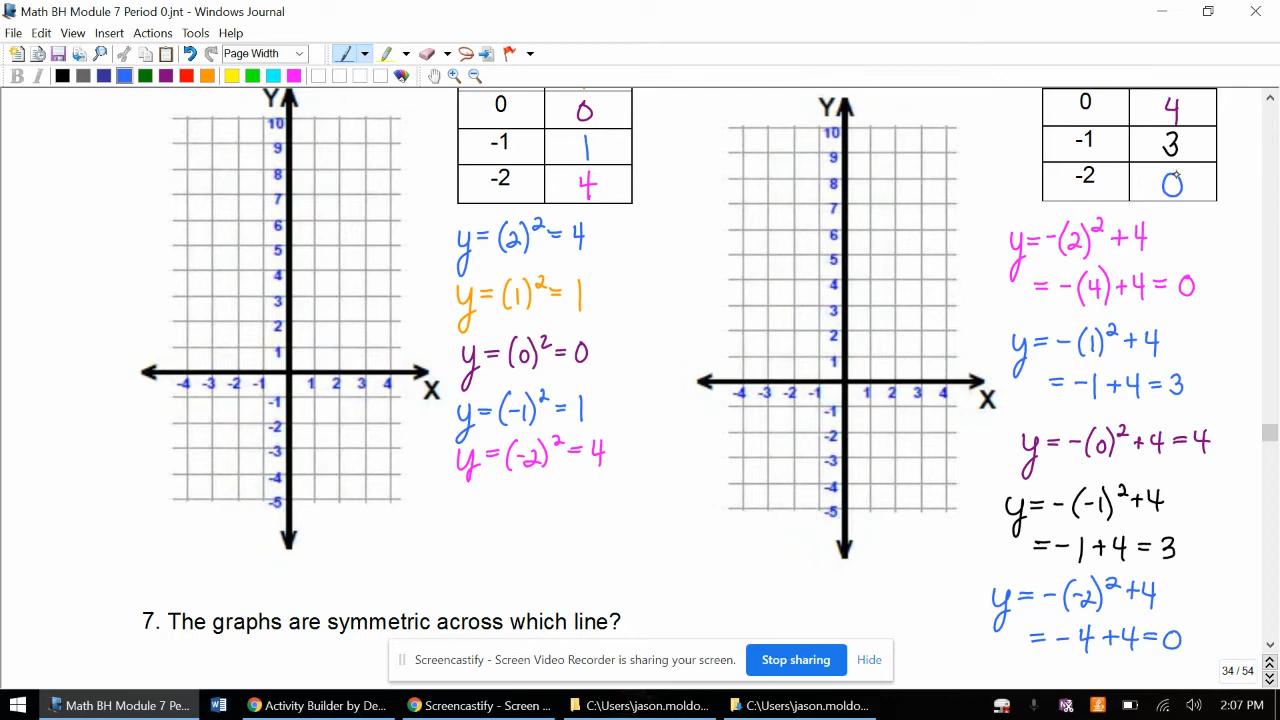 Math BH Module 7 Period 0.jnt - Windows Journal
File Edit View Insert Actions Tools Help
Page Width
B I
Y
10
9
8
7
6
5
4
3
2
1
-4 -3 -2 -1 1 2 3 4
X
-1
-2
-3
-4
-5
0 0
-1 1
-2 4
y = (2)² = 4
y = (1)² = 1
y = (0)² = 0
y = (-1)² = 1
y = (-2)² = 4
Y
10
9
8
7
6
5
4
3
2
1
-4 -3 -2 -1 1 2 3 4
X
-1
-2
-3
-4
-5
0 4
-1 3
-2 0
y = -(2)² + 4
= -(4) + 4 = 0
y = -(1)² + 4
= -1 + 4 = 3
y = -(0)² + 4 = 4
y = -(-1)² + 4
= -1 + 4 = 3
y = -(-2)² + 4
= -4 + 4 = 0
7. The graphs are symmetric across which line?
Screencastify - Screen Video Recorder is sharing your screen. Stop sharing Hide
34 / 54
Math BH Module 7 Pe... Activity Builder by De... Screencastify - Screen ... C:\Users\jason.moldo... C:\Users\jason.moldo... 2:07 PM